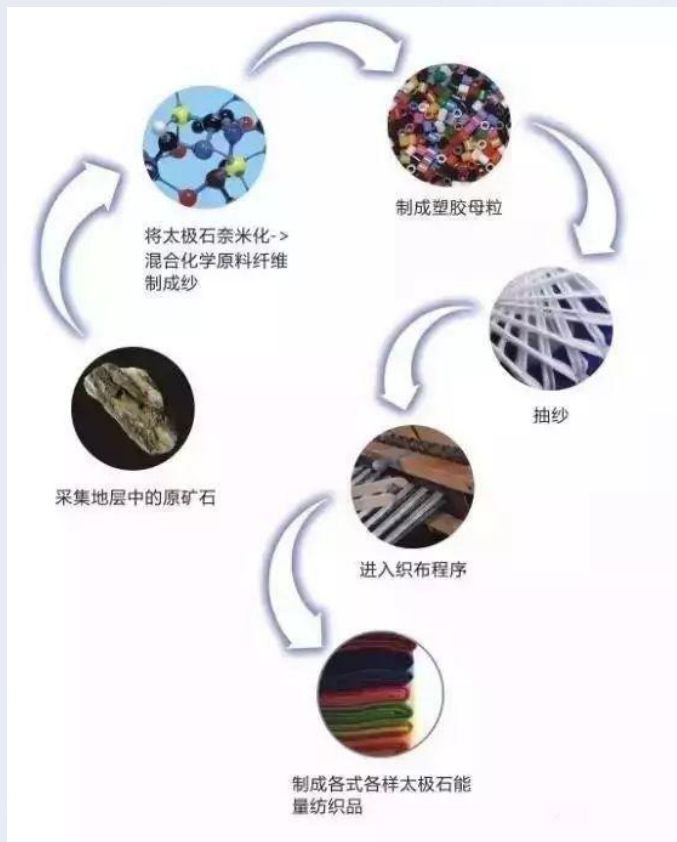 采集地层中的原矿石
将太极石奈米化->
混合化学原料纤维
制成纱
制成塑胶母粒
抽纱
进入织布程序
制成各式各样太极石能
量纺织品